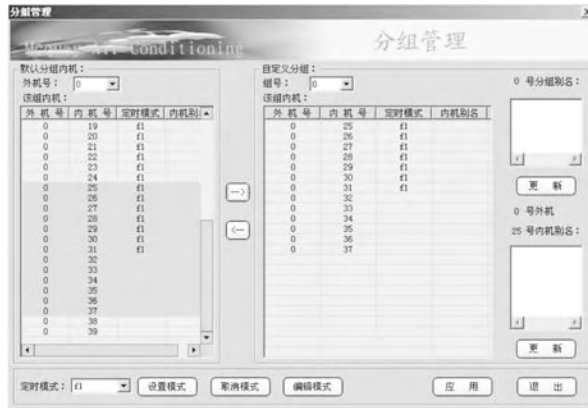 分组管理
McQuay Air Conditioning
分组管理
默认分组内机：
外机号： 0
该组内机：
外 机 号 内 机 号 定时模式 内机别名
0 19 f1
0 20 f1
0 21 f1
0 22 f1
0 23 f1
0 24 f1
0 25 f1
0 26 f1
0 27 f1
0 28 f1
0 29 f1
0 30 f1
0 31 f1
0 32
0 33
0 34
0 35
0 36
0 37
0 38
0 39
-->
<--
自定义分组：
组号： 0
该组内机：
外 机 号 内 机 号 定时模式 内机别名
0 25 f1
0 26 f1
0 27 f1
0 28 f1
0 29 f1
0 30 f1
0 31 f1
0 32
0 33
0 34
0 35
0 36
0 37
0 号分组别名：
更 新
0 号外机
25 号内机别名：
更 新
定时模式： f1
设置模式
取消模式
编辑模式
应 用
退 出